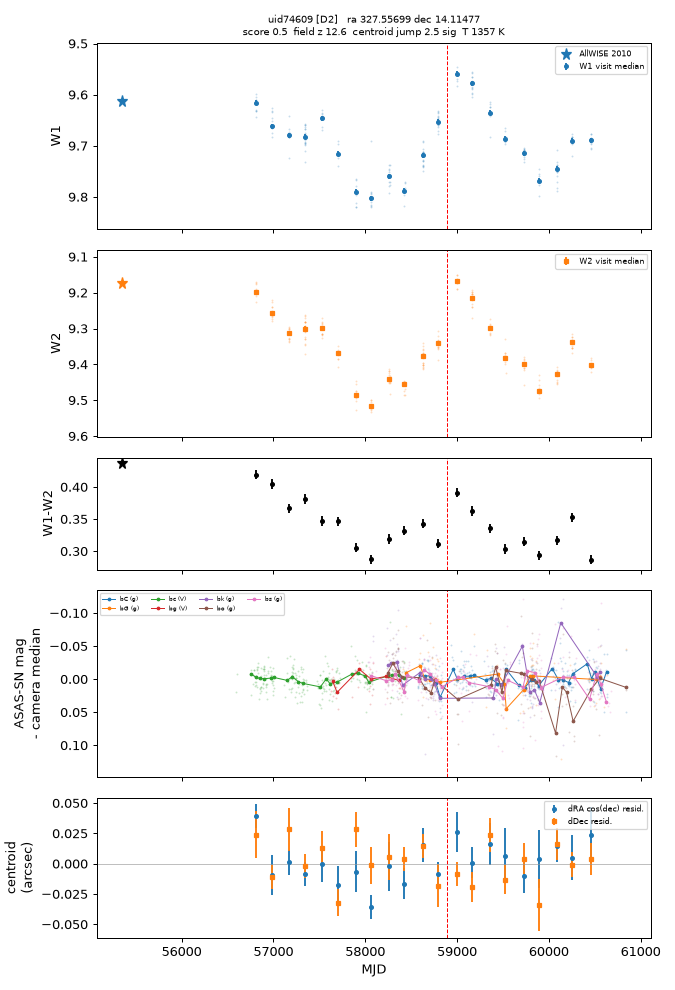 uid74609 [D2]   ra 327.55699 dec 14.11477
score 0.5  field z 12.6  centroid jump 2.5 sig  T 1357 K
AllWISE 2010
W1 visit median
9.5
9.6
9.7
9.8
W1
W2 visit median
9.1
9.2
9.3
9.4
9.5
9.6
W2
0.40
0.35
0.30
W1-W2
bC (g)
bc (V)
bk (g)
bs (g)
bG (g)
bg (V)
−0.10
−0.05
0.00
0.05
0.10
ASAS-SN mag
- camera median
dRA cos(dec) resid.
dDec resid.
0.050
0.025
0.000
−0.025
−0.050
centroid
(arcsec)
56000
57000
58000
59000
60000
61000
MJD